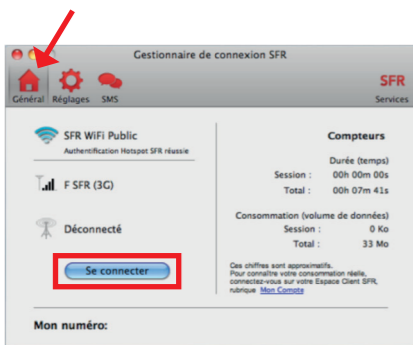 Gestionnaire de connexion SFR
Général Réglages SMS
SFR
Services
SFR WiFi Public
Authentification Hotspot SFR réussie
F SFR (3G)
Déconnecté
Se connecter
Compteurs
Durée (temps)
Session : 00h 00m 00s
Total : 00h 07m 41s
Consommation (volume de données)
Session : 0 Ko
Total : 33 Mo
Ces chiffres sont approximatifs.
Pour connaître votre consommation réelle,
connectez-vous sur votre Espace Client SFR,
rubrique Mon Compte
Mon numéro: